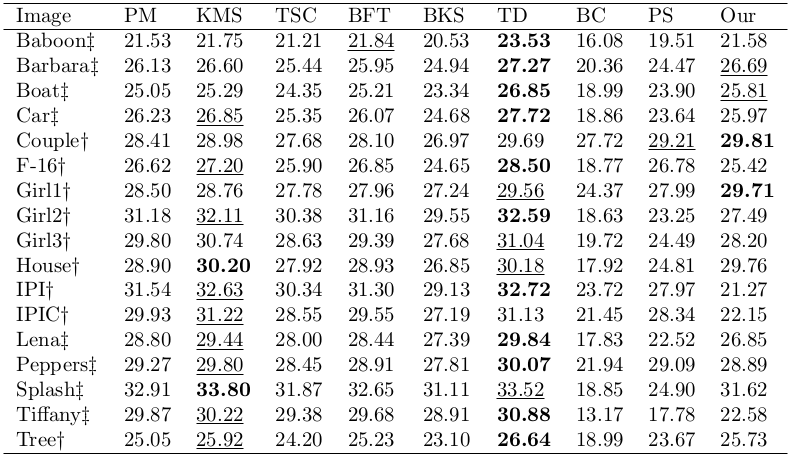 Image PM KMS TSC BFT BKS TD BC PS Our
Baboon‡ 21.53 21.75 21.21 21.84 20.53 23.53 16.08 19.51 21.58
Barbara‡ 26.13 26.60 25.44 25.95 24.94 27.27 20.36 24.47 26.69
Boat‡ 25.05 25.29 24.35 25.21 23.34 26.85 18.99 23.90 25.81
Car‡ 26.23 26.85 25.35 26.07 24.68 27.72 18.86 23.64 25.97
Couple† 28.41 28.98 27.68 28.10 26.97 29.69 27.72 29.21 29.81
F-16† 26.62 27.20 25.90 26.85 24.65 28.50 18.77 26.78 25.42
Girl1† 28.50 28.76 27.78 27.96 27.24 29.56 24.37 27.99 29.71
Girl2† 31.18 32.11 30.38 31.16 29.55 32.59 18.63 23.25 27.49
Girl3† 29.80 30.74 28.63 29.39 27.68 31.04 19.72 24.49 28.20
House† 28.90 30.20 27.92 28.93 26.85 30.18 17.92 24.81 29.76
IPI† 31.54 32.63 30.34 31.30 29.13 32.72 23.72 27.97 21.27
IPIC† 29.93 31.22 28.55 29.55 27.19 31.13 21.45 28.34 22.15
Lena‡ 28.80 29.44 28.00 28.44 27.39 29.84 17.83 22.52 26.85
Peppers‡ 29.27 29.80 28.45 28.91 27.81 30.07 21.94 29.09 28.89
Splash‡ 32.91 33.80 31.87 32.65 31.11 33.52 18.85 24.90 31.62
Tiffany‡ 29.87 30.22 29.38 29.68 28.91 30.88 13.17 17.78 22.58
Tree† 25.05 25.92 24.20 25.23 23.10 26.64 18.99 23.67 25.73